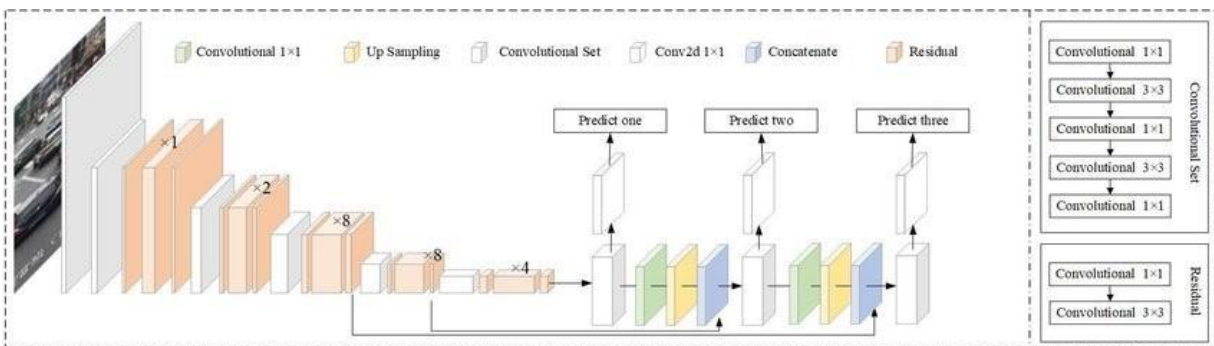 Convolutional 1×1
Up Sampling
Convolutional Set
Conv2d 1×1
Concatenate
Residual
×1
×2
×8
×8
×4
Predict one
Predict two
Predict three
Convolutional 1×1
Convolutional 3×3
Convolutional 1×1
Convolutional 3×3
Convolutional 1×1
Convolutional Set
Convolutional 1×1
Convolutional 3×3
Residual